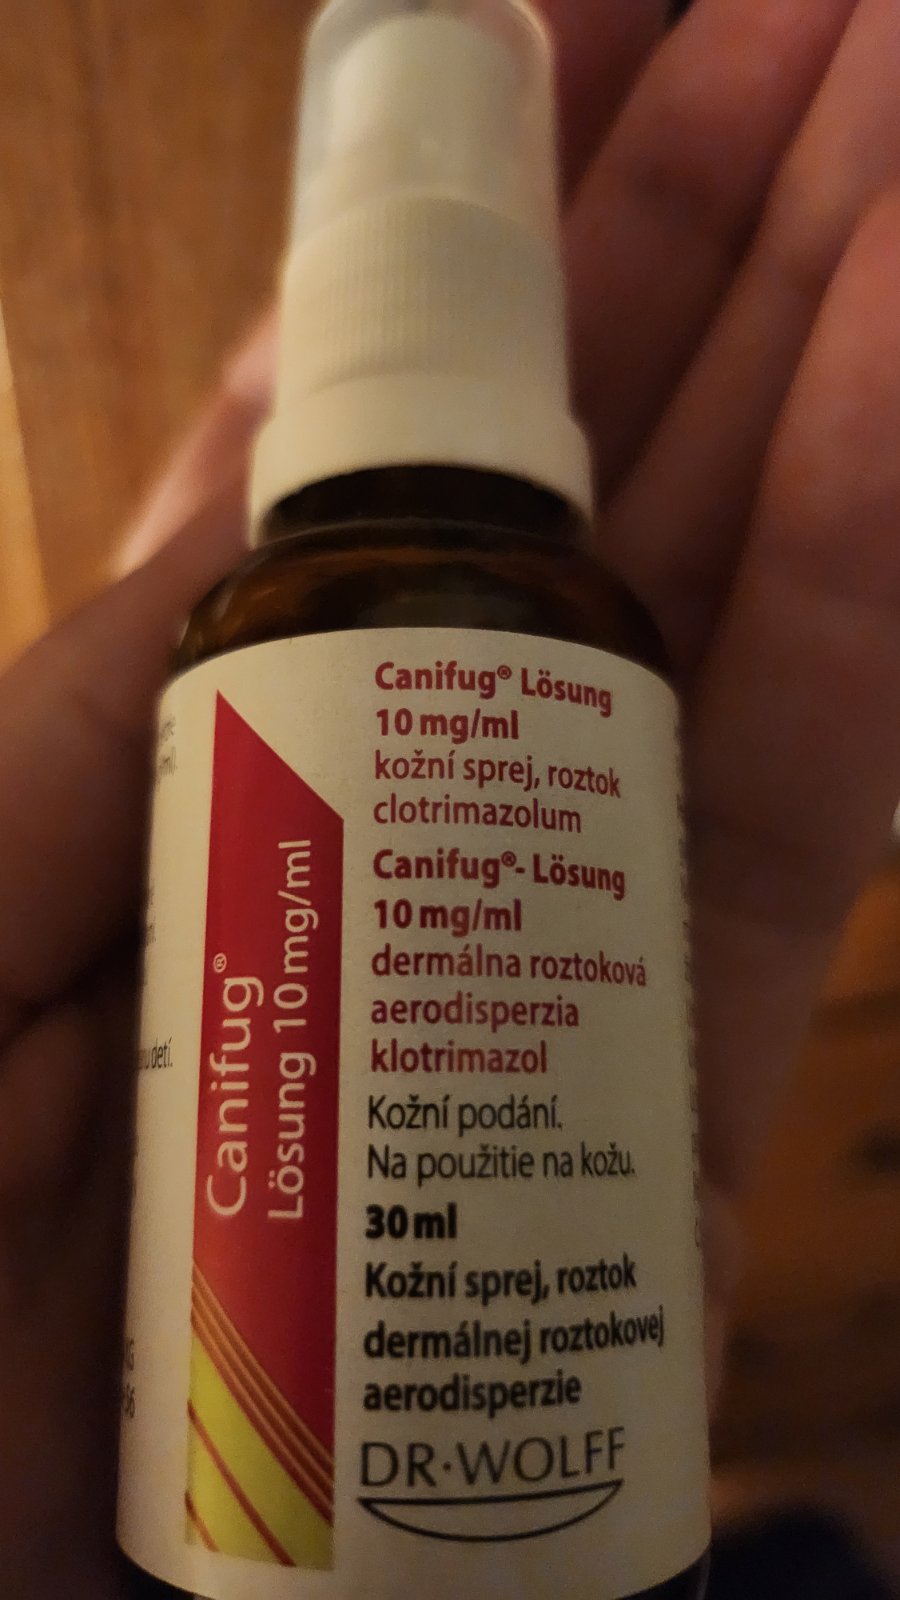 Canifug® Lösung
10 mg/ml
kožní sprej, roztok
clotrimazolum
Canifug®- Lösung
10 mg/ml
dermálna roztoková
aerodisperzia
klotrimazol
Kožní podání.
Na použitie na kožu.
30 ml
Kožní sprej, roztok
dermálnej roztokovej
aerodisperzie
DR·WOLFF
Canifug®
Lösung 10 mg/ml
detí.